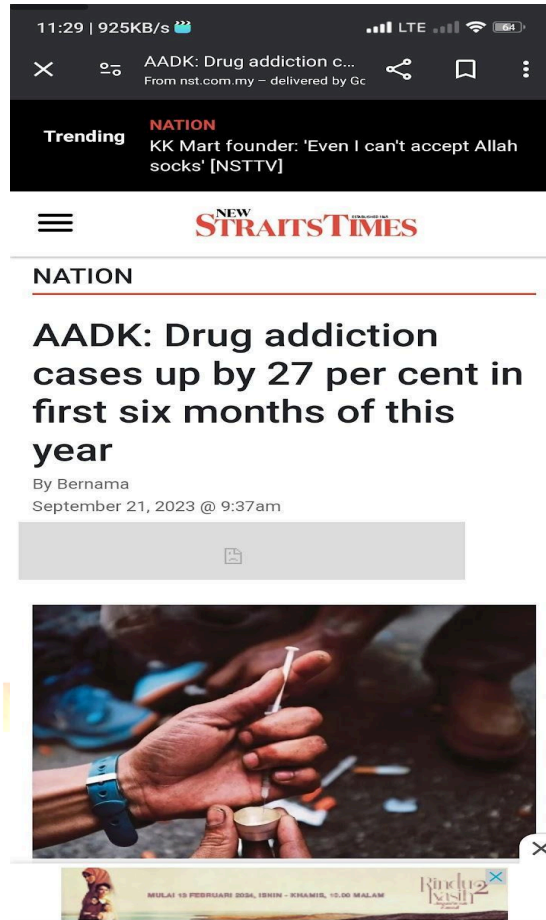 11:29 | 925KB/s
LTE
64
AADK: Drug addiction c...
From nst.com.my – delivered by Gc
Trending
NATION
KK Mart founder: 'Even I can't accept Allah
socks' [NSTTV]
NEW
STRAITS TIMES
NATION
AADK: Drug addiction
cases up by 27 per cent in
first six months of this
year
By Bernama
September 21, 2023 @ 9:37am
MULAI 15 FEBRUARI 2024, ISNIN - KHAMIS, 10.00 MALAM
Rindu Kasih 2